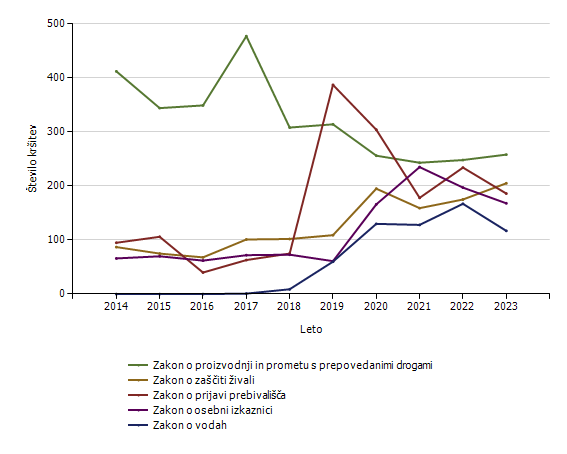 500
400
300
200
100
0
Število kršitev
2014 2015 2016 2017 2018 2019 2020 2021 2022 2023
Leto
Zakon o proizvodnji in prometu s prepovedanimi drogami
Zakon o zaščiti živali
Zakon o prijavi prebivališča
Zakon o osebni izkaznici
Zakon o vodah